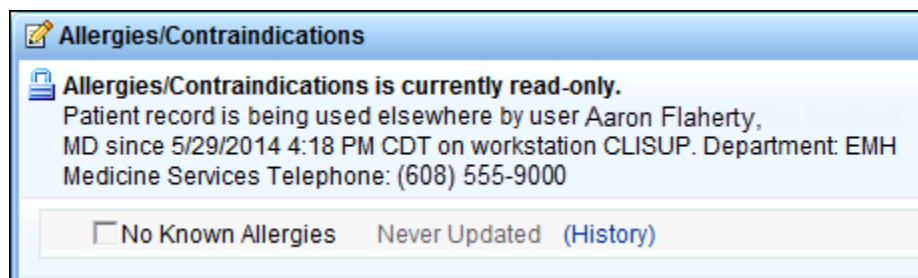 Allergies/Contraindications
Allergies/Contraindications is currently read-only.
Patient record is being used elsewhere by user Aaron Flaherty,
MD since 5/29/2014 4:18 PM CDT on workstation CLISUP. Department: EMH
Medicine Services Telephone: (608) 555-9000
No Known Allergies Never Updated (History)